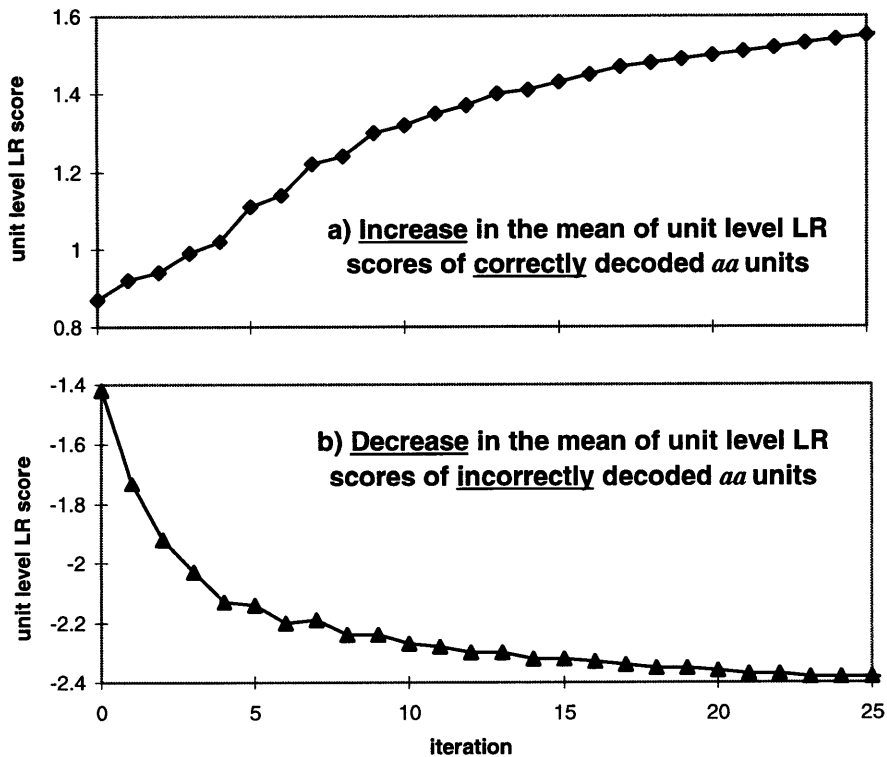 1.6
1.4
1.2
1
0.8
unit level LR score
a) Increase in the mean of unit level LR
scores of correctly decoded aa units
-1.4
-1.6
-1.8
-2
-2.2
-2.4
unit level LR score
b) Decrease in the mean of unit level LR
scores of incorrectly decoded aa units
0 5 10 15 20 25
iteration